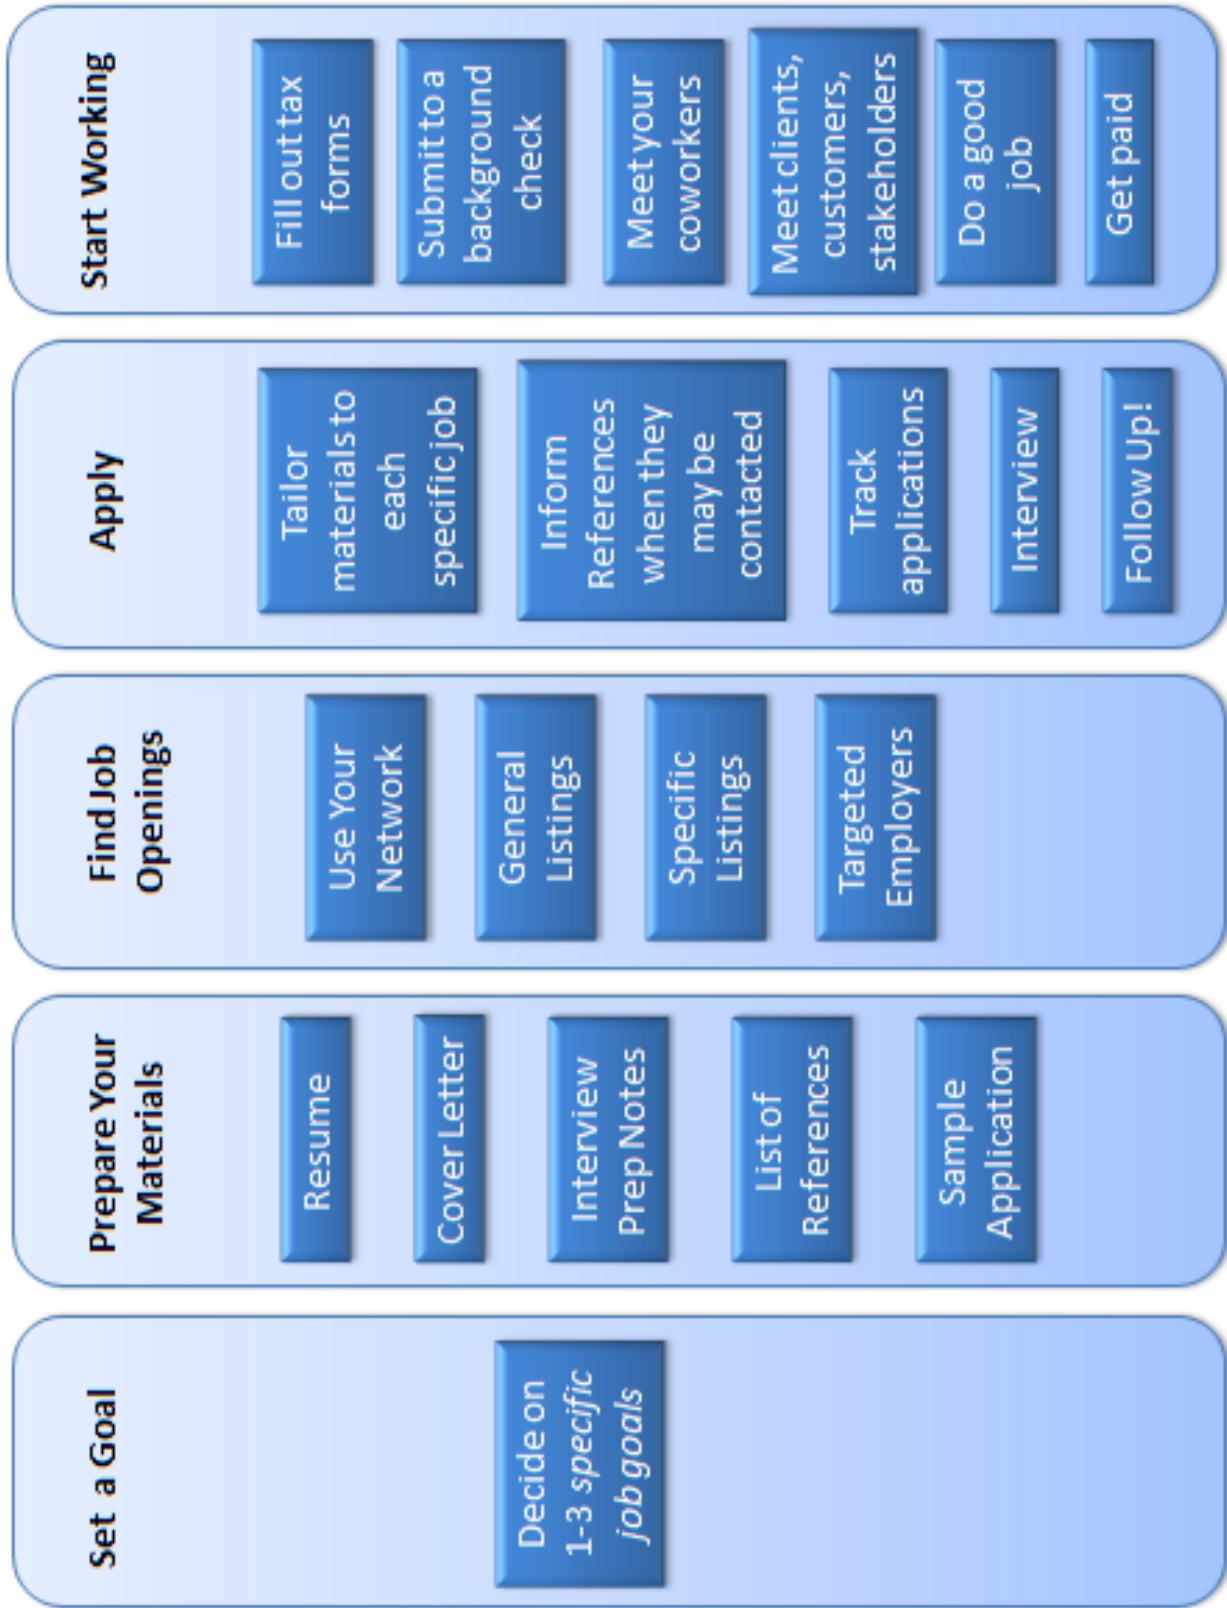 Set a Goal
Decide on
1-3 specific
job goals
Prepare Your
Materials
Resume
Cover Letter
Interview
Prep Notes
List of
References
Sample
Application
Find Job
Openings
Use Your
Network
General
Listings
Specific
Listings
Targeted
Employers
Apply
Tailor
materials to
each
specific job
Inform
References
when they
may be
contacted
Track
applications
Interview
Follow Up!
Start Working
Fill out tax
forms
Submit to a
background
check
Meet your
coworkers
Meet clients,
customers,
stakeholders
Do a good
job
Get paid